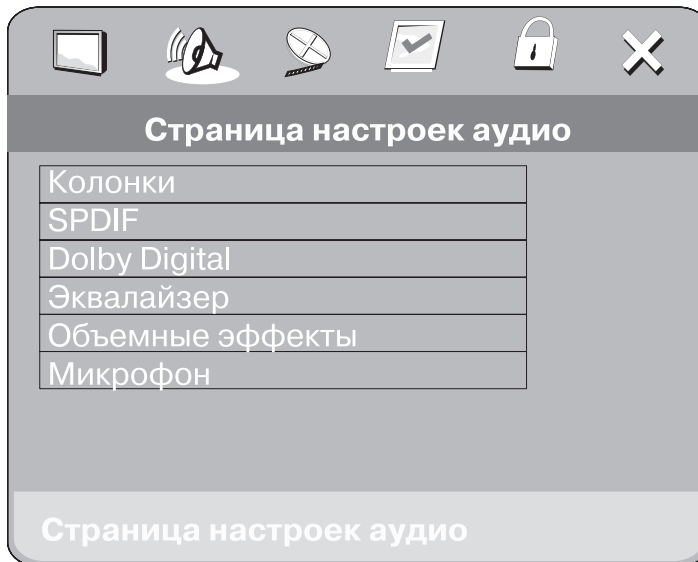 Страница настроек аудио
Колонки
SPDIF
Dolby Digital
Эквалайзер
Объемные эффекты
Микрофон
Страница настроек аудио